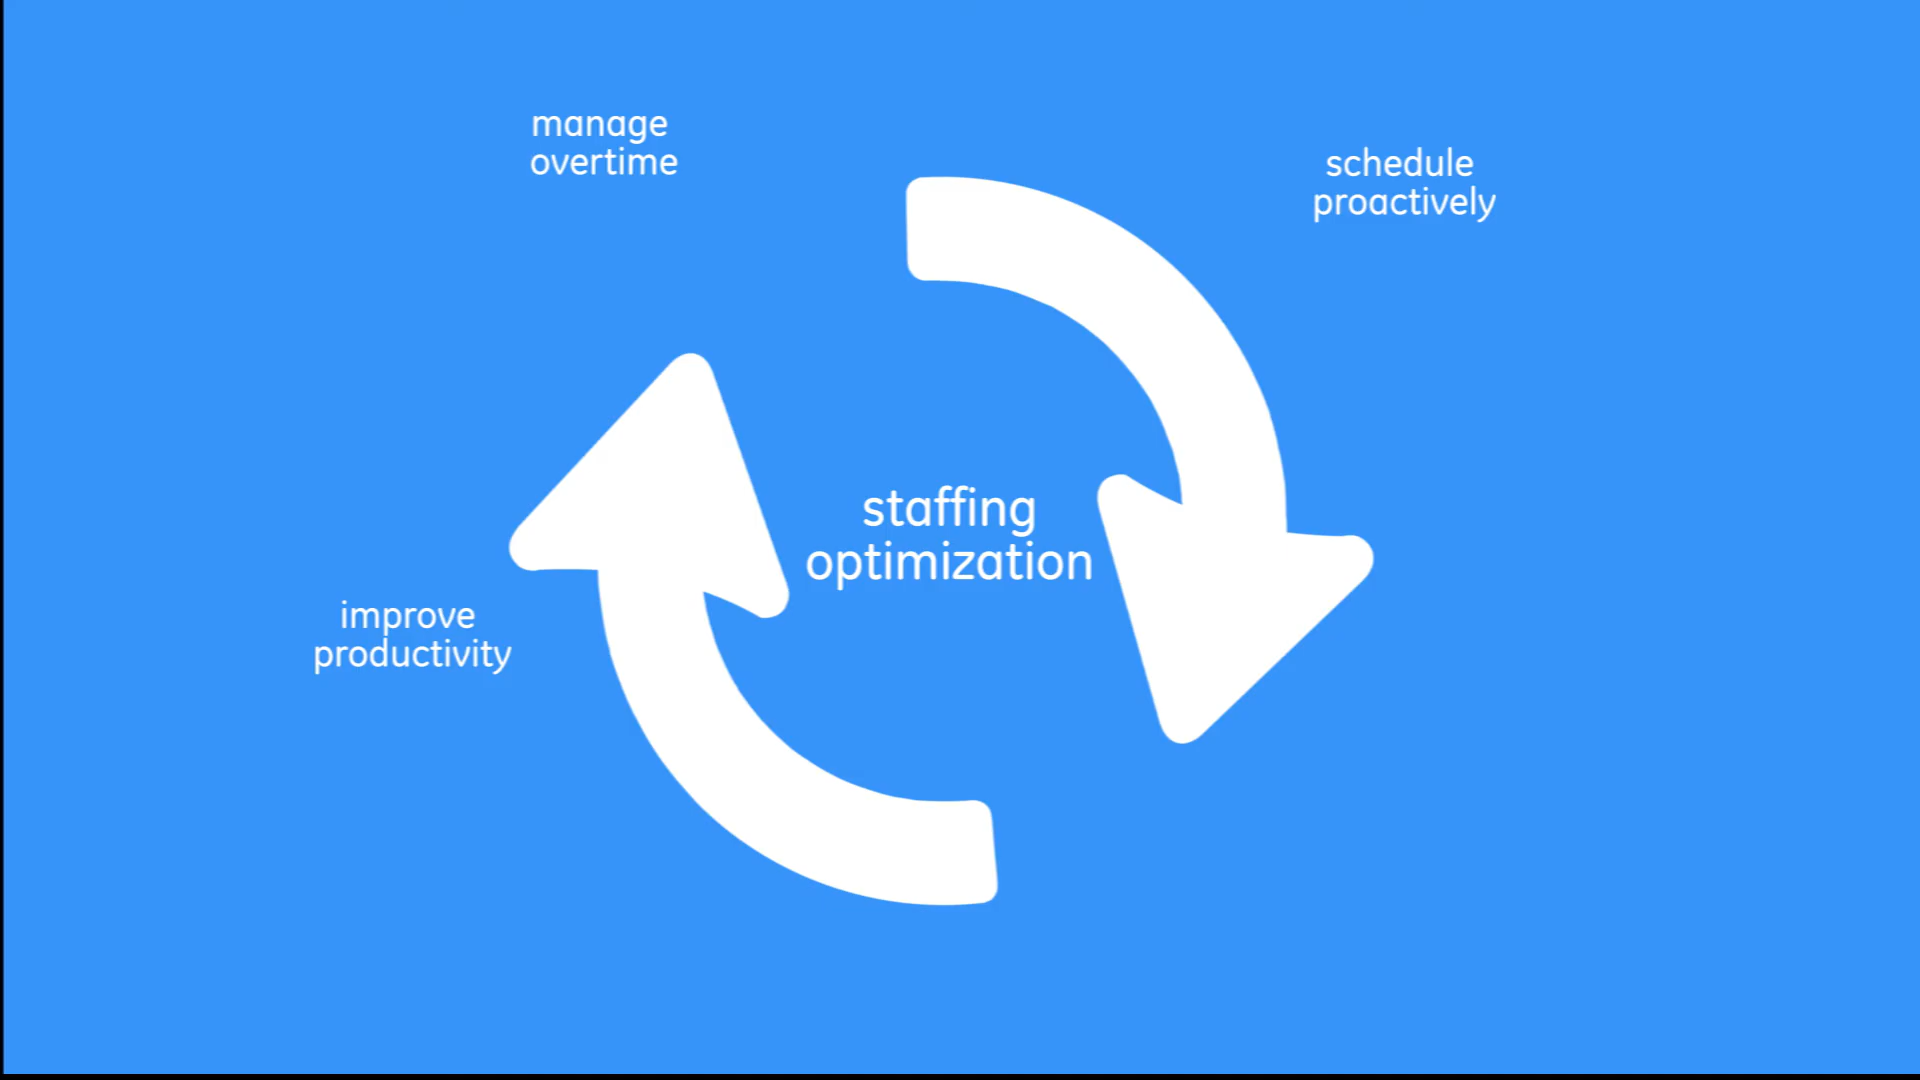 manage
overtime
schedule
proactively
staffing
optimization
improve
productivity